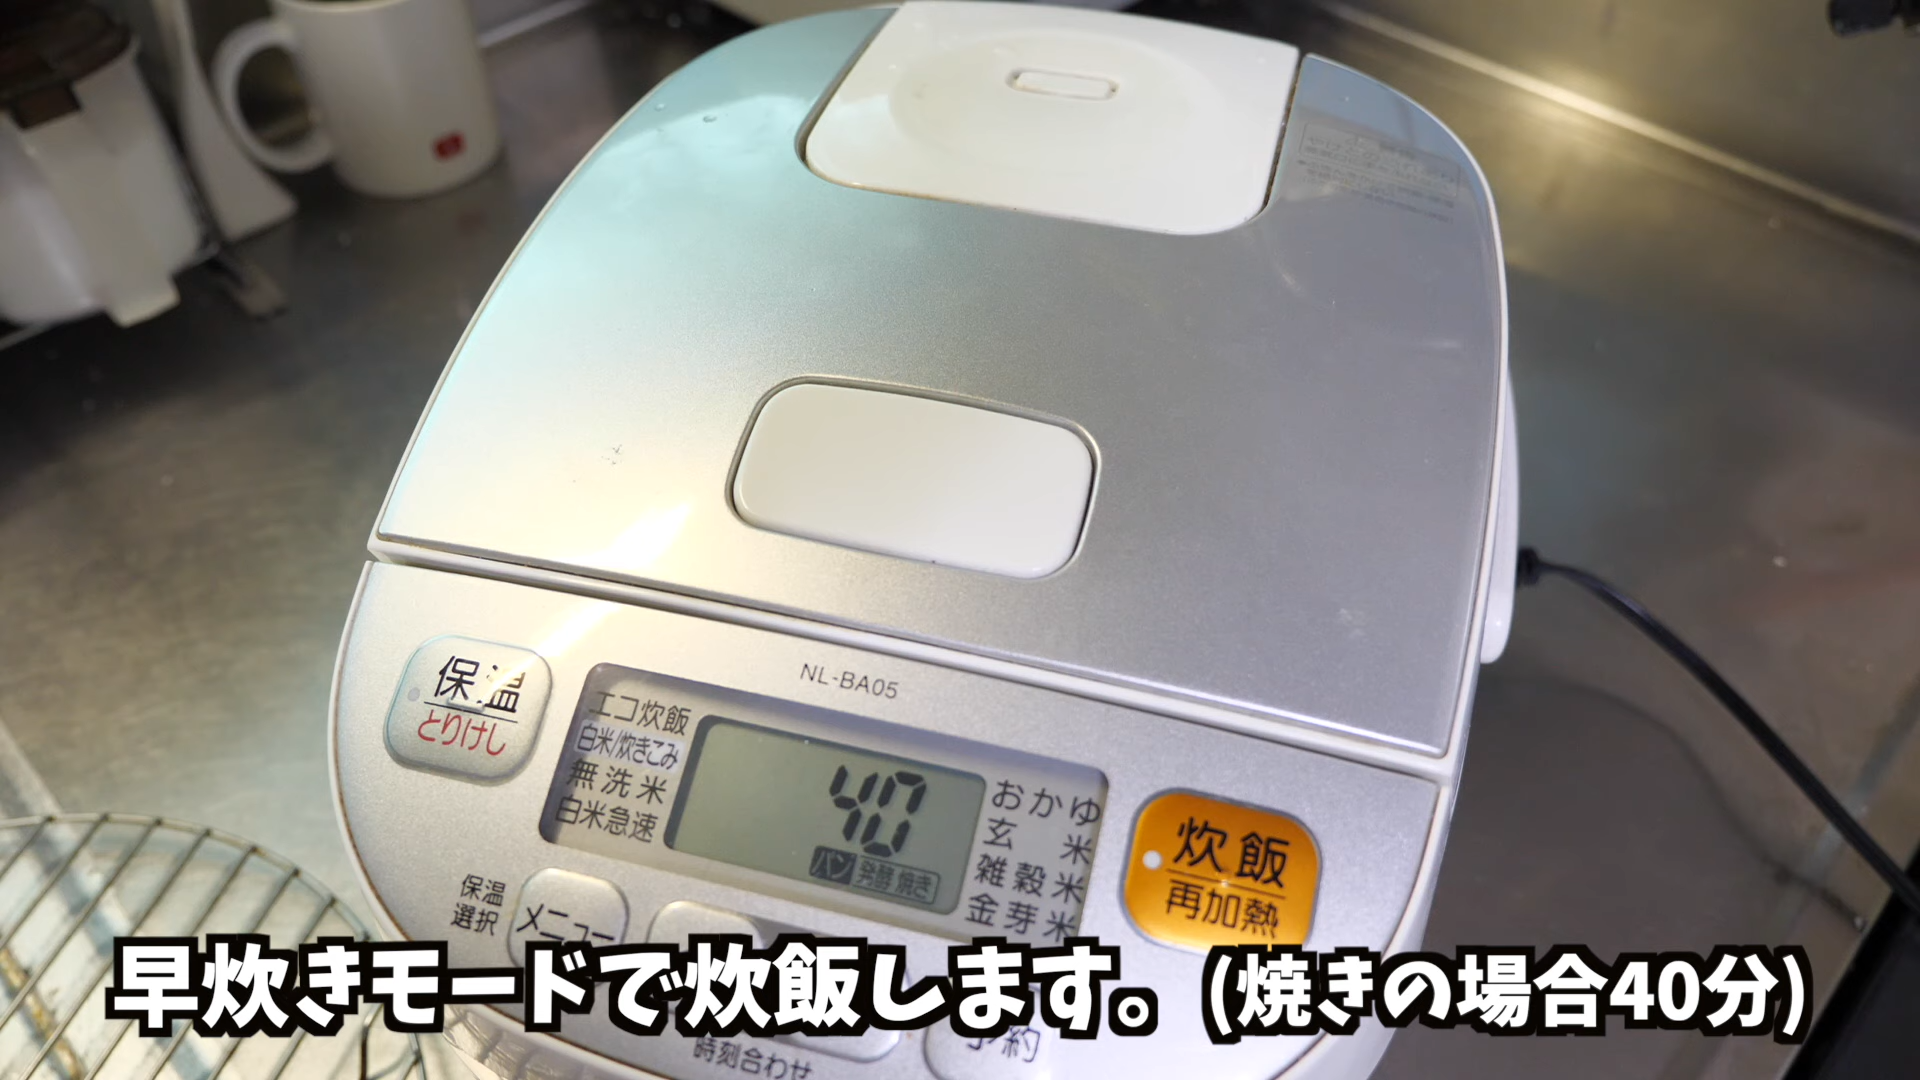 NL-BA05
保温
とりけし
エコ炊飯
白米/炊きこみ
無洗米
白米急速
40
パン 発酵 焼き
おかゆ
玄米
雑穀米
金芽米
炊飯
再加熱
保温
選択
メニュー
早炊きモードで炊飯します。(焼きの場合40分)
予約
時刻合わせ